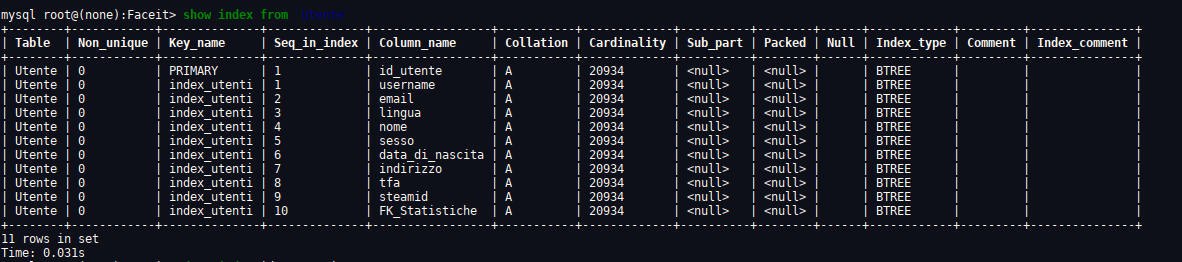 mysql root@(none):Faceit> show index from `Utente`
| Table | Non_unique | Key_name | Seq_in_index | Column_name | Collation | Cardinality | Sub_part | Packed | Null | Index_type | Comment | Index_comment |
| Utente | 0 | PRIMARY | 1 | id_utente | A | 20934 | <null> | <null> | | BTREE | | |
| Utente | 0 | index_utenti | 1 | username | A | 20934 | <null> | <null> | | BTREE | | |
| Utente | 0 | index_utenti | 2 | email | A | 20934 | <null> | <null> | | BTREE | | |
| Utente | 0 | index_utenti | 3 | lingua | A | 20934 | <null> | <null> | | BTREE | | |
| Utente | 0 | index_utenti | 4 | nome | A | 20934 | <null> | <null> | | BTREE | | |
| Utente | 0 | index_utenti | 5 | sesso | A | 20934 | <null> | <null> | | BTREE | | |
| Utente | 0 | index_utenti | 6 | data_di_nascita | A | 20934 | <null> | <null> | | BTREE | | |
| Utente | 0 | index_utenti | 7 | indirizzo | A | 20934 | <null> | <null> | | BTREE | | |
| Utente | 0 | index_utenti | 8 | tfa | A | 20934 | <null> | <null> | | BTREE | | |
| Utente | 0 | index_utenti | 9 | steamid | A | 20934 | <null> | <null> | | BTREE | | |
| Utente | 0 | index_utenti | 10 | FK_Statistiche | A | 20934 | <null> | <null> | | BTREE | | |
11 rows in set
Time: 0.031s